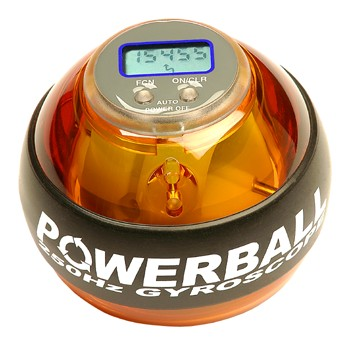 15455
FCN ON/CLR
AUTO
POWER OFF
POWERBALL
250Hz GYROSCOPE